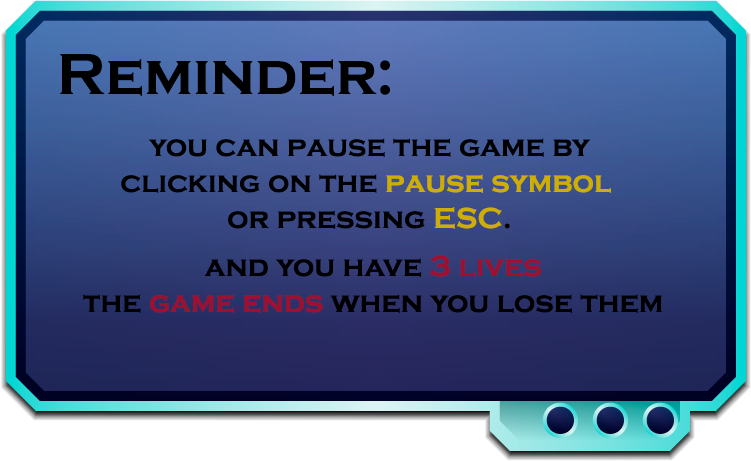 Reminder:
YOU CAN PAUSE THE GAME BY
CLICKING ON THE PAUSE SYMBOL
OR PRESSING ESC.
AND YOU HAVE 3 LIVES
THE GAME ENDS WHEN YOU LOSE THEM